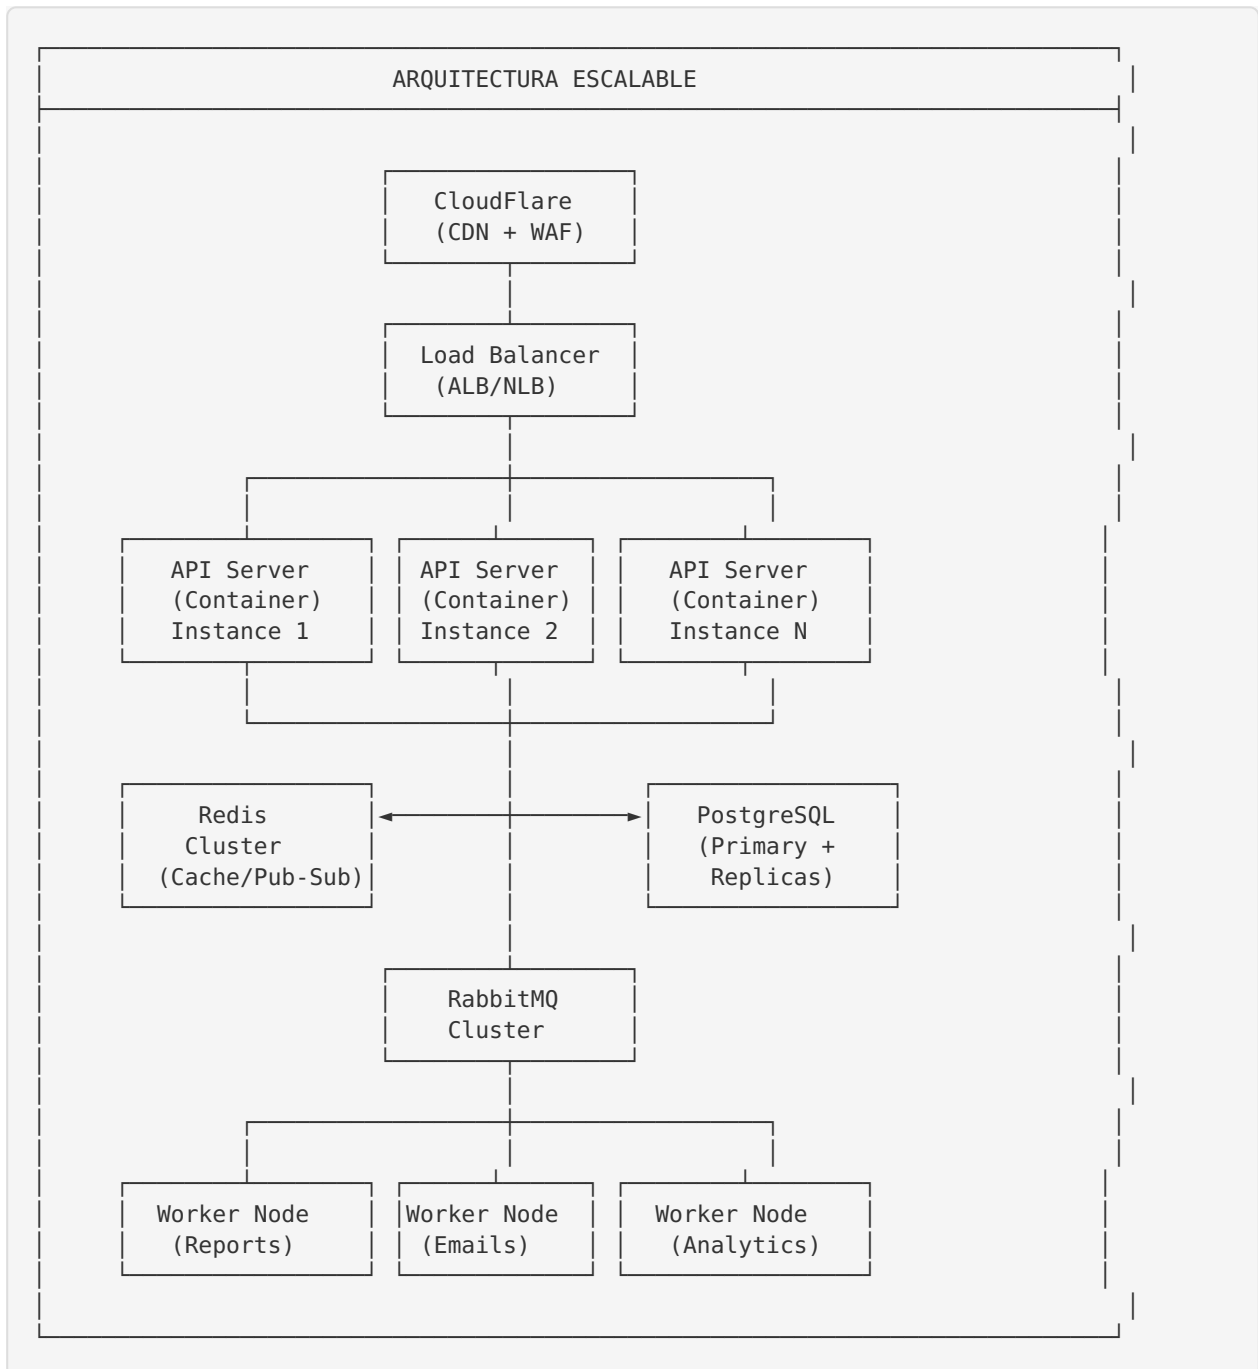 ARQUITECTURA ESCALABLE
CloudFlare
(CDN + WAF)
Load Balancer
(ALB/NLB)
API Server API Server API Server
(Container) (Container) (Container)
Instance 1 Instance 2 Instance N
Redis PostgreSQL
Cluster (Primary +
(Cache/Pub-Sub) Replicas)
RabbitMQ
Cluster
Worker Node Worker Node Worker Node
(Reports) (Emails) (Analytics)